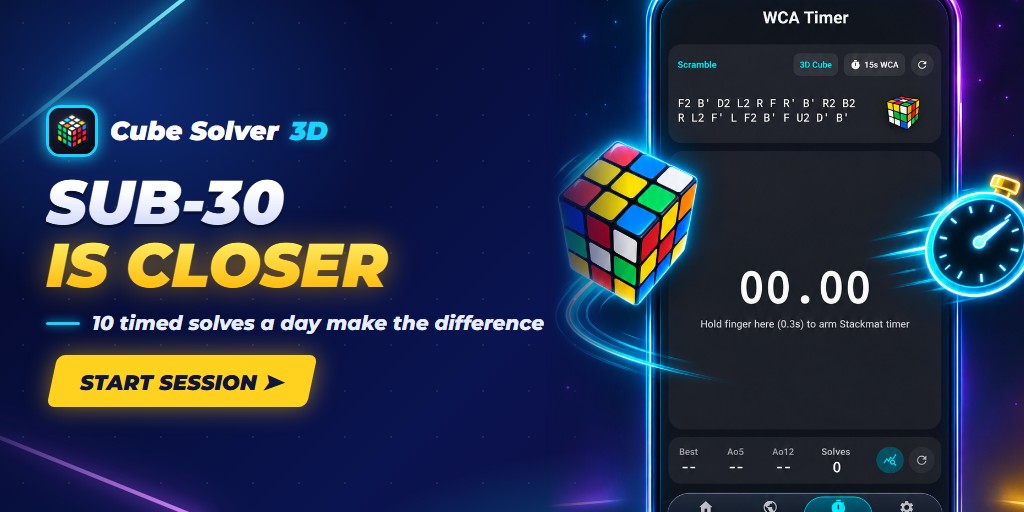 Cube Solver 3D
SUB-30
IS CLOSER
10 timed solves a day make the difference
START SESSION
WCA Timer
Scramble
3D Cube
15s WCA
F2 B' D2 L2 R F R' B' R2 B2
R L2 F' L F2 B' F U2 D' B'
00.00
Hold finger here (0.3s) to arm Stackmat timer
Best Ao5 Ao12 Solves
-- -- -- 0